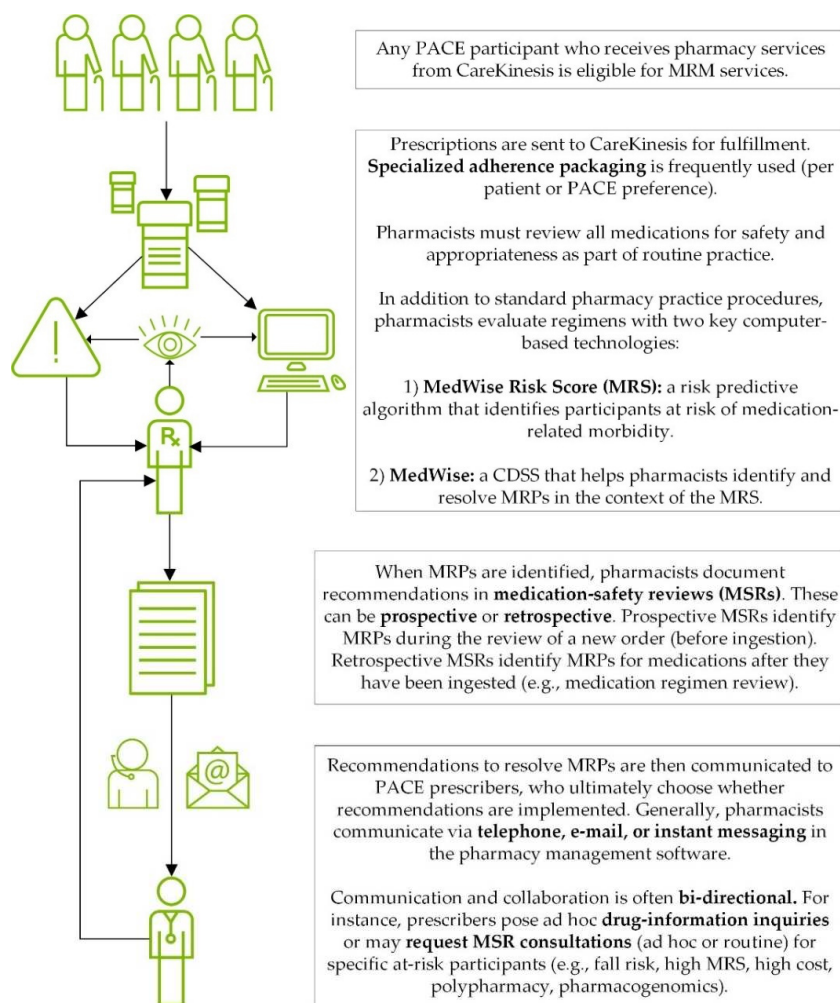 Any PACE participant who receives pharmacy services
from CareKinesis is eligible for MRM services.
Prescriptions are sent to CareKinesis for fulfillment.
Specialized adherence packaging is frequently used (per
patient or PACE preference).
Pharmacists must review all medications for safety and
appropriateness as part of routine practice.
In addition to standard pharmacy practice procedures,
pharmacists evaluate regimens with two key computer-
based technologies:
1) MedWise Risk Score (MRS): a risk predictive
algorithm that identifies participants at risk of medication-
related morbidity.
2) MedWise: a CDSS that helps pharmacists identify and
resolve MRPs in the context of the MRS.
!
Rx
When MRPs are identified, pharmacists document
recommendations in medication-safety reviews (MSRs). These
can be prospective or retrospective. Prospective MSRs identify
MRPs during the review of a new order (before ingestion).
Retrospective MSRs identify MRPs for medications after they
have been ingested (e.g., medication regimen review).
@
Recommendations to resolve MRPs are then communicated to
PACE prescribers, who ultimately choose whether
recommendations are implemented. Generally, pharmacists
communicate via telephone, e-mail, or instant messaging in
the pharmacy management software.
Communication and collaboration is often bi-directional. For
instance, prescribers pose ad hoc drug-information inquiries
or may request MSR consultations (ad hoc or routine) for
specific at-risk participants (e.g., fall risk, high MRS, high cost,
polypharmacy, pharmacogenomics).